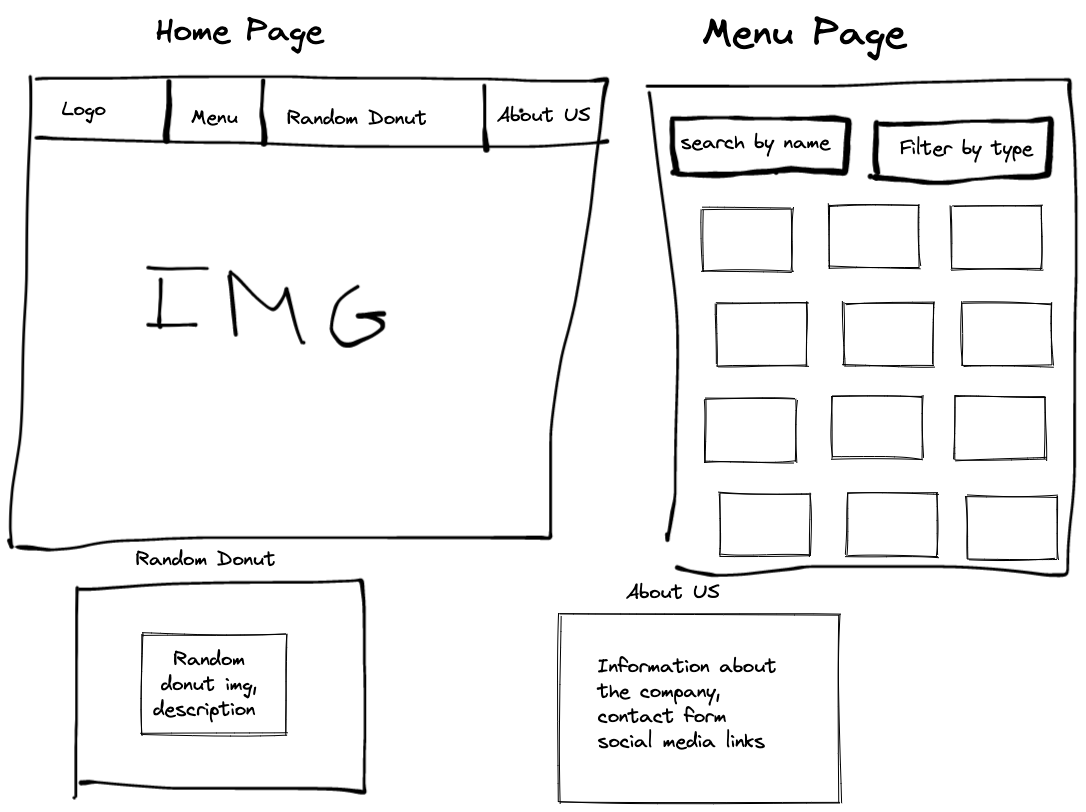 Home Page
Menu Page
Logo
Menu
Random Donut
About US
IMG
search by name
Filter by type
Random Donut
Random
donut img,
description
About US
Information about
the company,
contact form
social media links